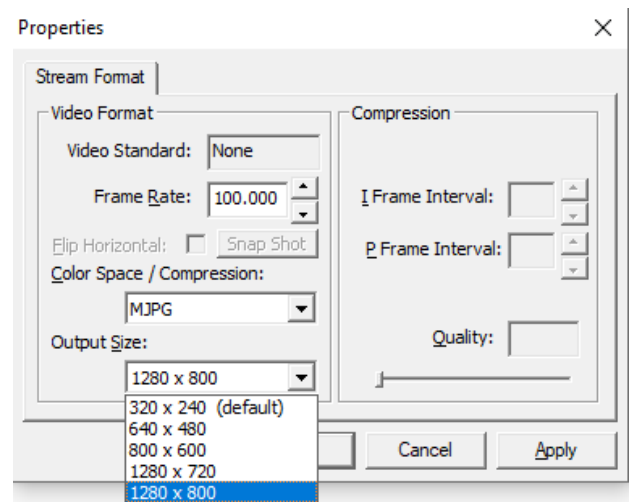 Properties
Stream Format
Video Format
Video Standard: None
Frame Rate: 100.000
Flip Horizontal: Snap Shot
Color Space / Compression:
MJPG
Output Size:
1280 x 800
320 x 240 (default)
640 x 480
800 x 600
1280 x 720
1280 x 800
Compression
I Frame Interval:
P Frame Interval:
Quality:
Cancel Apply